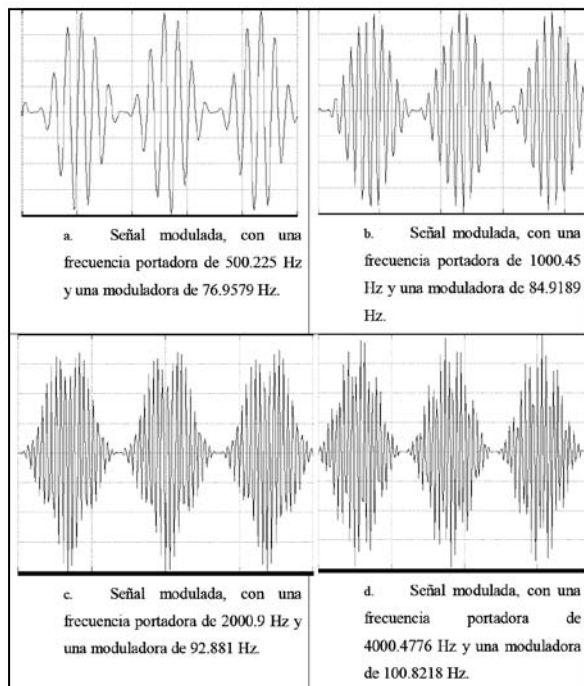 a. Señal modulada, con una
frecuencia portadora de 500.225 Hz
y una moduladora de 76.9579 Hz.
b. Señal modulada, con una
frecuencia portadora de 1000.45
Hz y una moduladora de 84.9189
Hz.
c. Señal modulada, con una
frecuencia portadora de 2000.9 Hz y
una moduladora de 92.881 Hz.
d. Señal modulada, con una
frecuencia portadora de
4000.4776 Hz y una moduladora
de 100.8218 Hz.